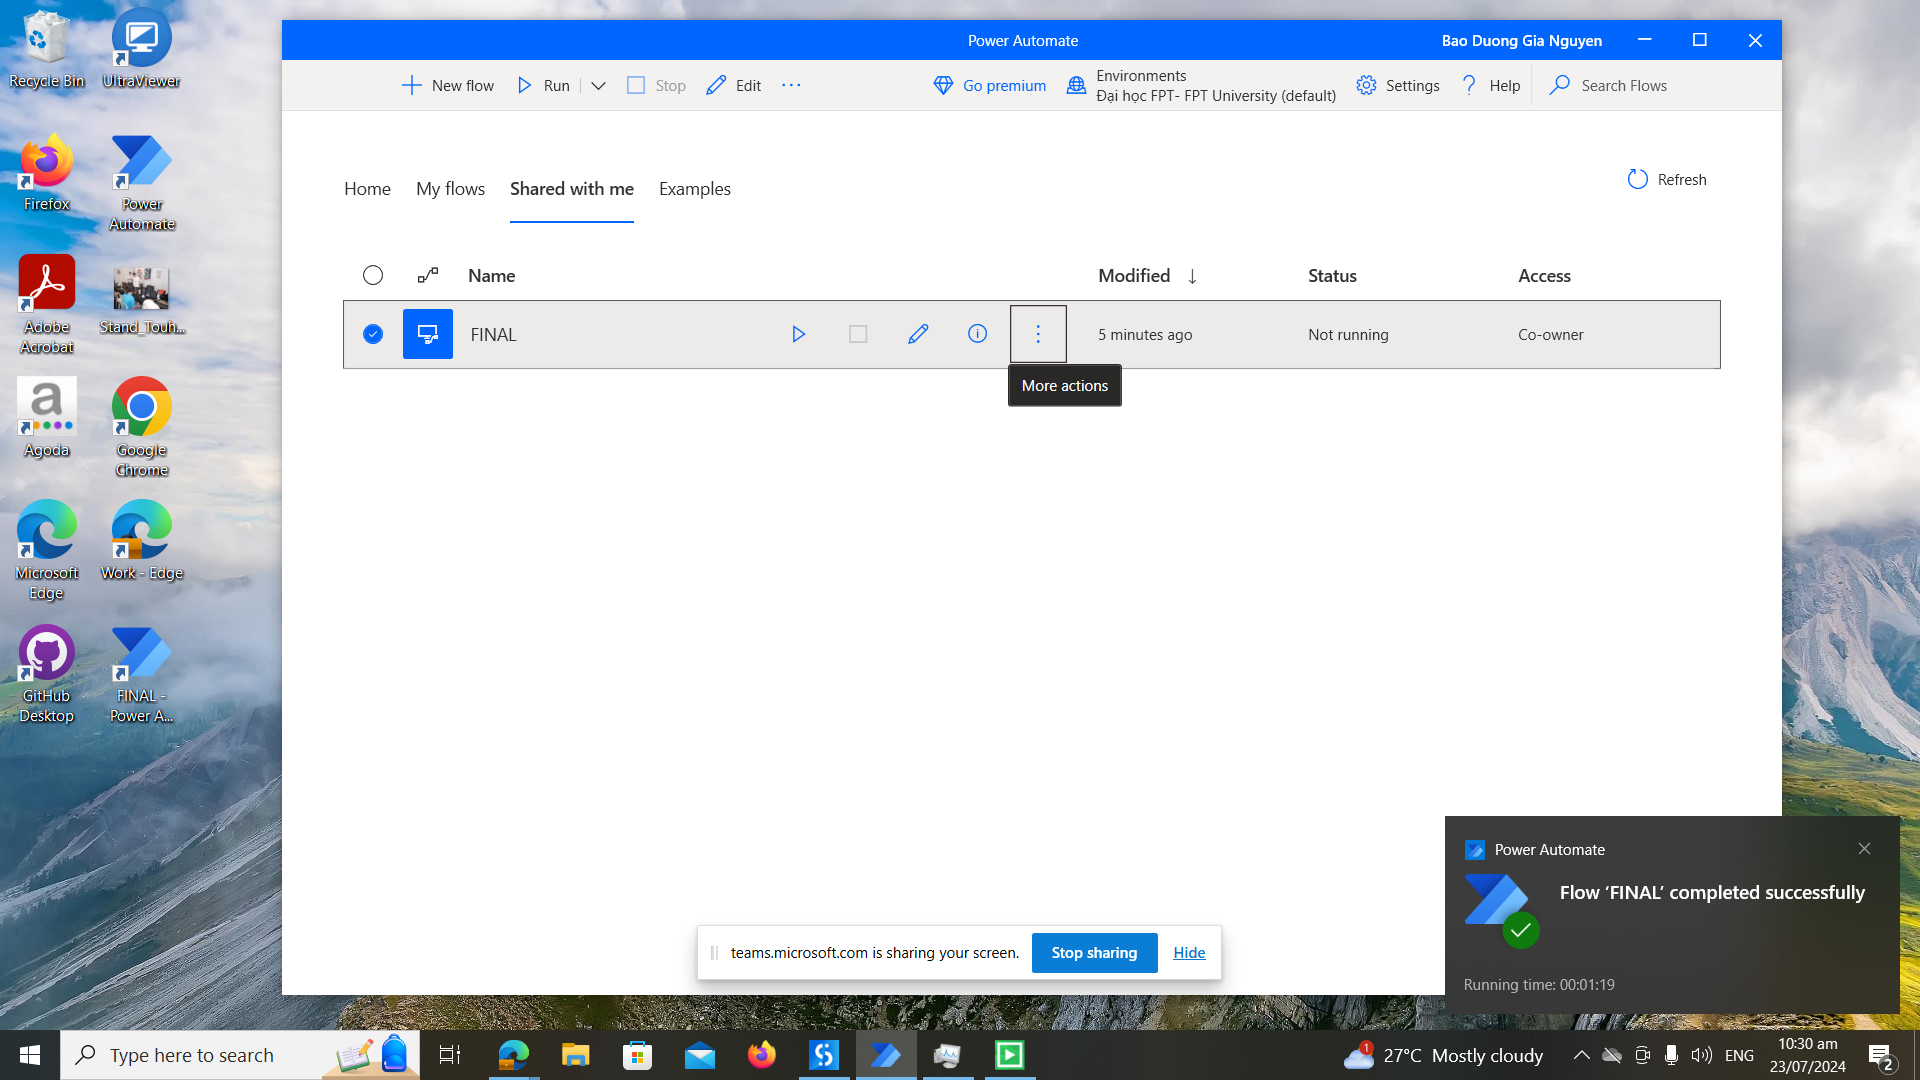 Recycle Bin
UltraViewer
Firefox
Power
Automate
Adobe
Acrobat
Stand_Touh...
Agoda
Google
Chrome
Microsoft
Edge
Work - Edge
GitHub
Desktop
FINAL -
Power A...
Power Automate
Bao Duong Gia Nguyen
New flow
Run
Stop
Edit
Go premium
Environments
Đại học FPT- FPT University (default)
Settings
Help
Search Flows
Home
My flows
Shared with me
Examples
Refresh
Name
Modified
Status
Access
FINAL
5 minutes ago
Not running
Co-owner
More actions
Power Automate
Flow ‘FINAL’ completed successfully
Running time: 00:01:19
teams.microsoft.com is sharing your screen.
Stop sharing
Hide
Type here to search
1
27°C Mostly cloudy
ENG
10:30 am
23/07/2024
2